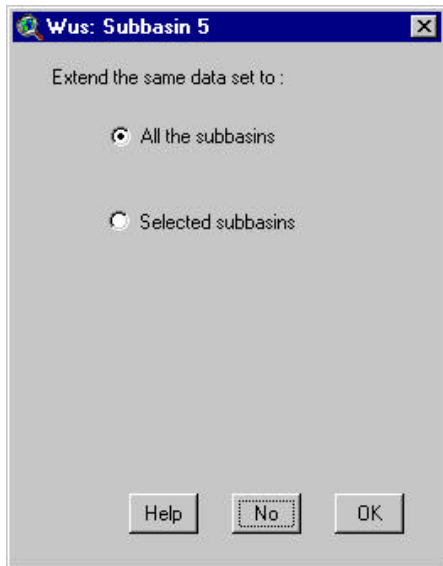 Wus: Subbasin 5
Extend the same data set to :
All the subbasins
Selected subbasins
Help No OK